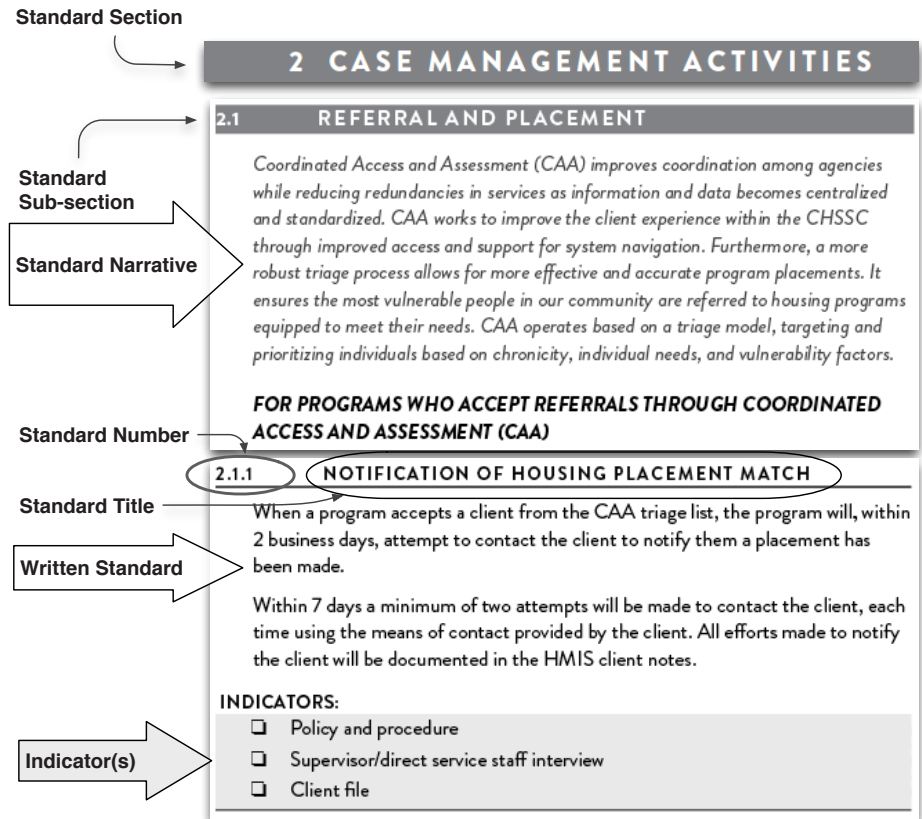 Standard Section
2 CASE MANAGEMENT ACTIVITIES
2.1 REFERRAL AND PLACEMENT
Standard
Sub-section
Coordinated Access and Assessment (CAA) improves coordination among agencies
while reducing redundancies in services as information and data becomes centralized
and standardized. CAA works to improve the client experience within the CHSSC
through improved access and support for system navigation. Furthermore, a more
robust triage process allows for more effective and accurate program placements. It
ensures the most vulnerable people in our community are referred to housing programs
equipped to meet their needs. CAA operates based on a triage model, targeting and
prioritizing individuals based on chronicity, individual needs, and vulnerability factors.
Standard Narrative
FOR PROGRAMS WHO ACCEPT REFERRALS THROUGH COORDINATED
ACCESS AND ASSESSMENT (CAA)
Standard Number
2.1.1 NOTIFICATION OF HOUSING PLACEMENT MATCH
Standard Title
When a program accepts a client from the CAA triage list, the program will, within
2 business days, attempt to contact the client to notify them a placement has
been made.
Written Standard
Within 7 days a minimum of two attempts will be made to contact the client, each
time using the means of contact provided by the client. All efforts made to notify
the client will be documented in the HMIS client notes.
INDICATORS:
❏ Policy and procedure
❏ Supervisor/direct service staff interview
❏ Client file
Indicator(s)